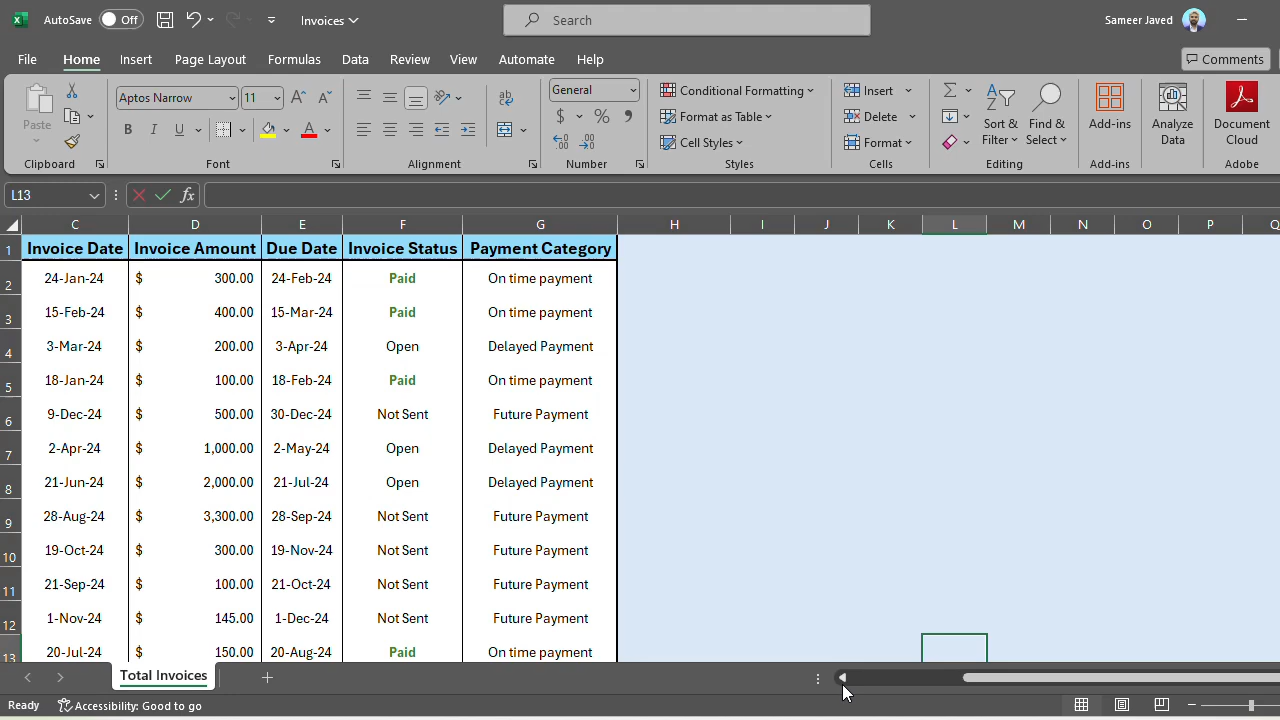 AutoSave Off Invoices Search Sameer Javed
File Home Insert Page Layout Formulas Data Review View Automate Help Comments
Aptos Narrow 11 General Conditional Formatting Insert
Paste B I U $ % Format as Table Delete Sort & Find & Add-ins Analyze Document
Cell Styles Format Filter Select Data Cloud
Clipboard Font Alignment Number Styles Cells Editing Add-ins Adobe
L13 fx
C D E F G H I J K L M N O P Q
1 Invoice Date Invoice Amount Due Date Invoice Status Payment Category
2 24-Jan-24 $ 300.00 24-Feb-24 Paid On time payment
3 15-Feb-24 $ 400.00 15-Mar-24 Paid On time payment
4 3-Mar-24 $ 200.00 3-Apr-24 Open Delayed Payment
5 18-Jan-24 $ 100.00 18-Feb-24 Paid On time payment
6 9-Dec-24 $ 500.00 30-Dec-24 Not Sent Future Payment
7 2-Apr-24 $ 1,000.00 2-May-24 Open Delayed Payment
8 21-Jun-24 $ 2,000.00 21-Jul-24 Open Delayed Payment
9 28-Aug-24 $ 3,300.00 28-Sep-24 Not Sent Future Payment
10 19-Oct-24 $ 300.00 19-Nov-24 Not Sent Future Payment
11 21-Sep-24 $ 100.00 21-Oct-24 Not Sent Future Payment
12 1-Nov-24 $ 145.00 1-Dec-24 Not Sent Future Payment
13 20-Jul-24 $ 150.00 20-Aug-24 Paid On time payment
Total Invoices
Ready Accessibility: Good to go